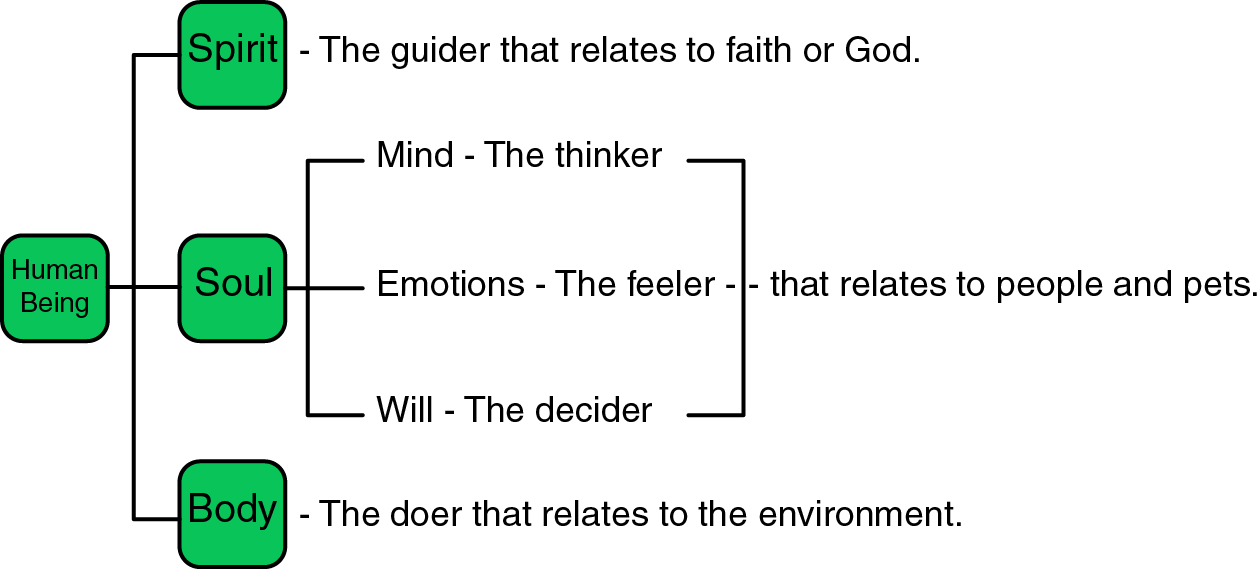 Spirit - The guider that relates to faith or God.
Mind - The thinker
Human
Being
Soul
Emotions - The feeler - - that relates to people and pets.
Will - The decider
Body - The doer that relates to the environment.